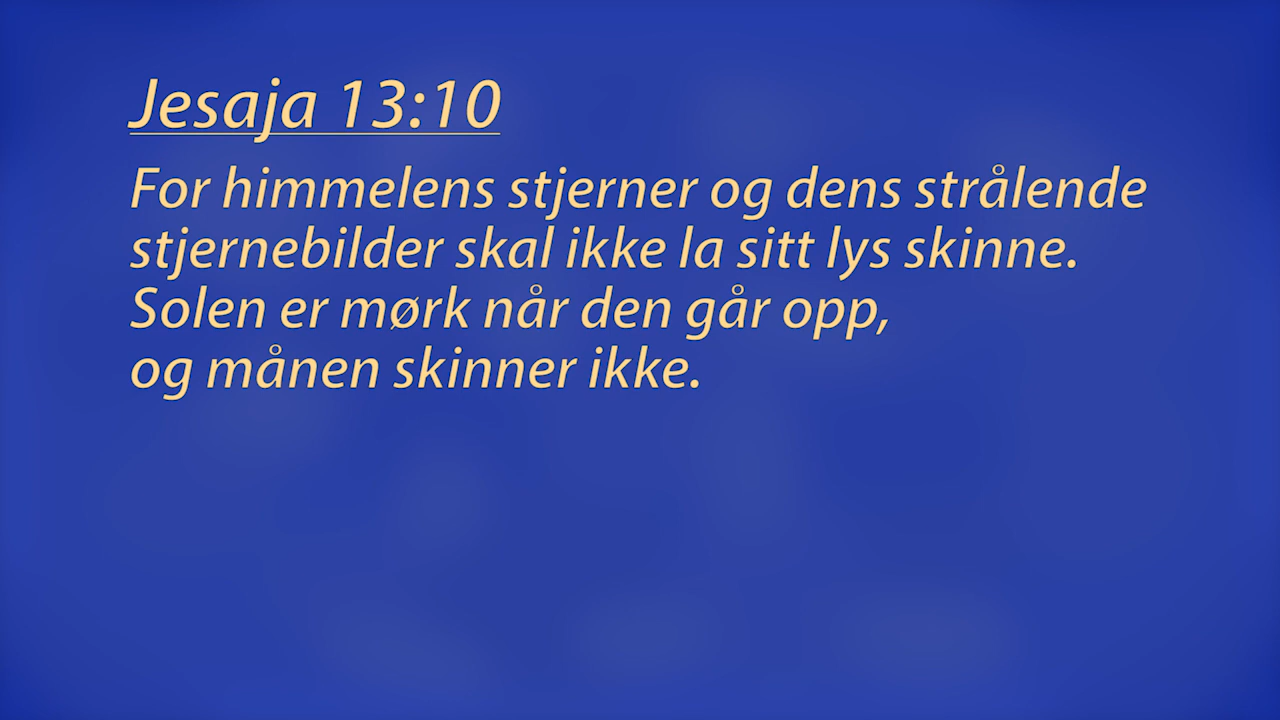 Jesaja 13:10
For himmelens stjerner og dens strålende
stjernebilder skal ikke la sitt lys skinne.
Solen er mørk når den går opp,
og månen skinner ikke.